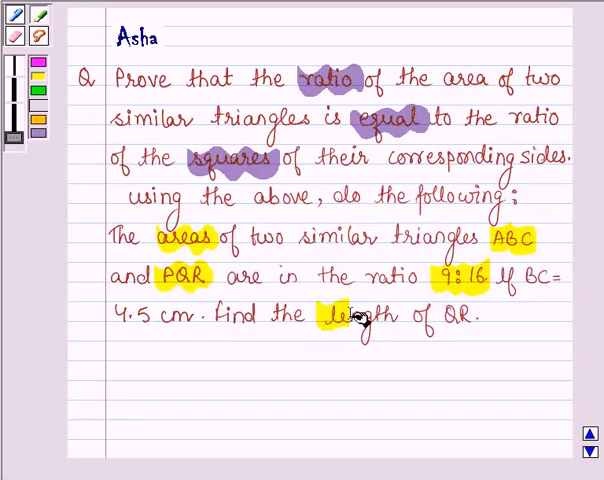 Asha
Q Prove that the ratio of the area of two
similar triangles is equal to the ratio
of the squares of their corresponding sides.
using the above, do the following:
The areas of two similar triangles ABC
and PQR are in the ratio 9:16. If BC=
4.5 cm. Find the length of QR.